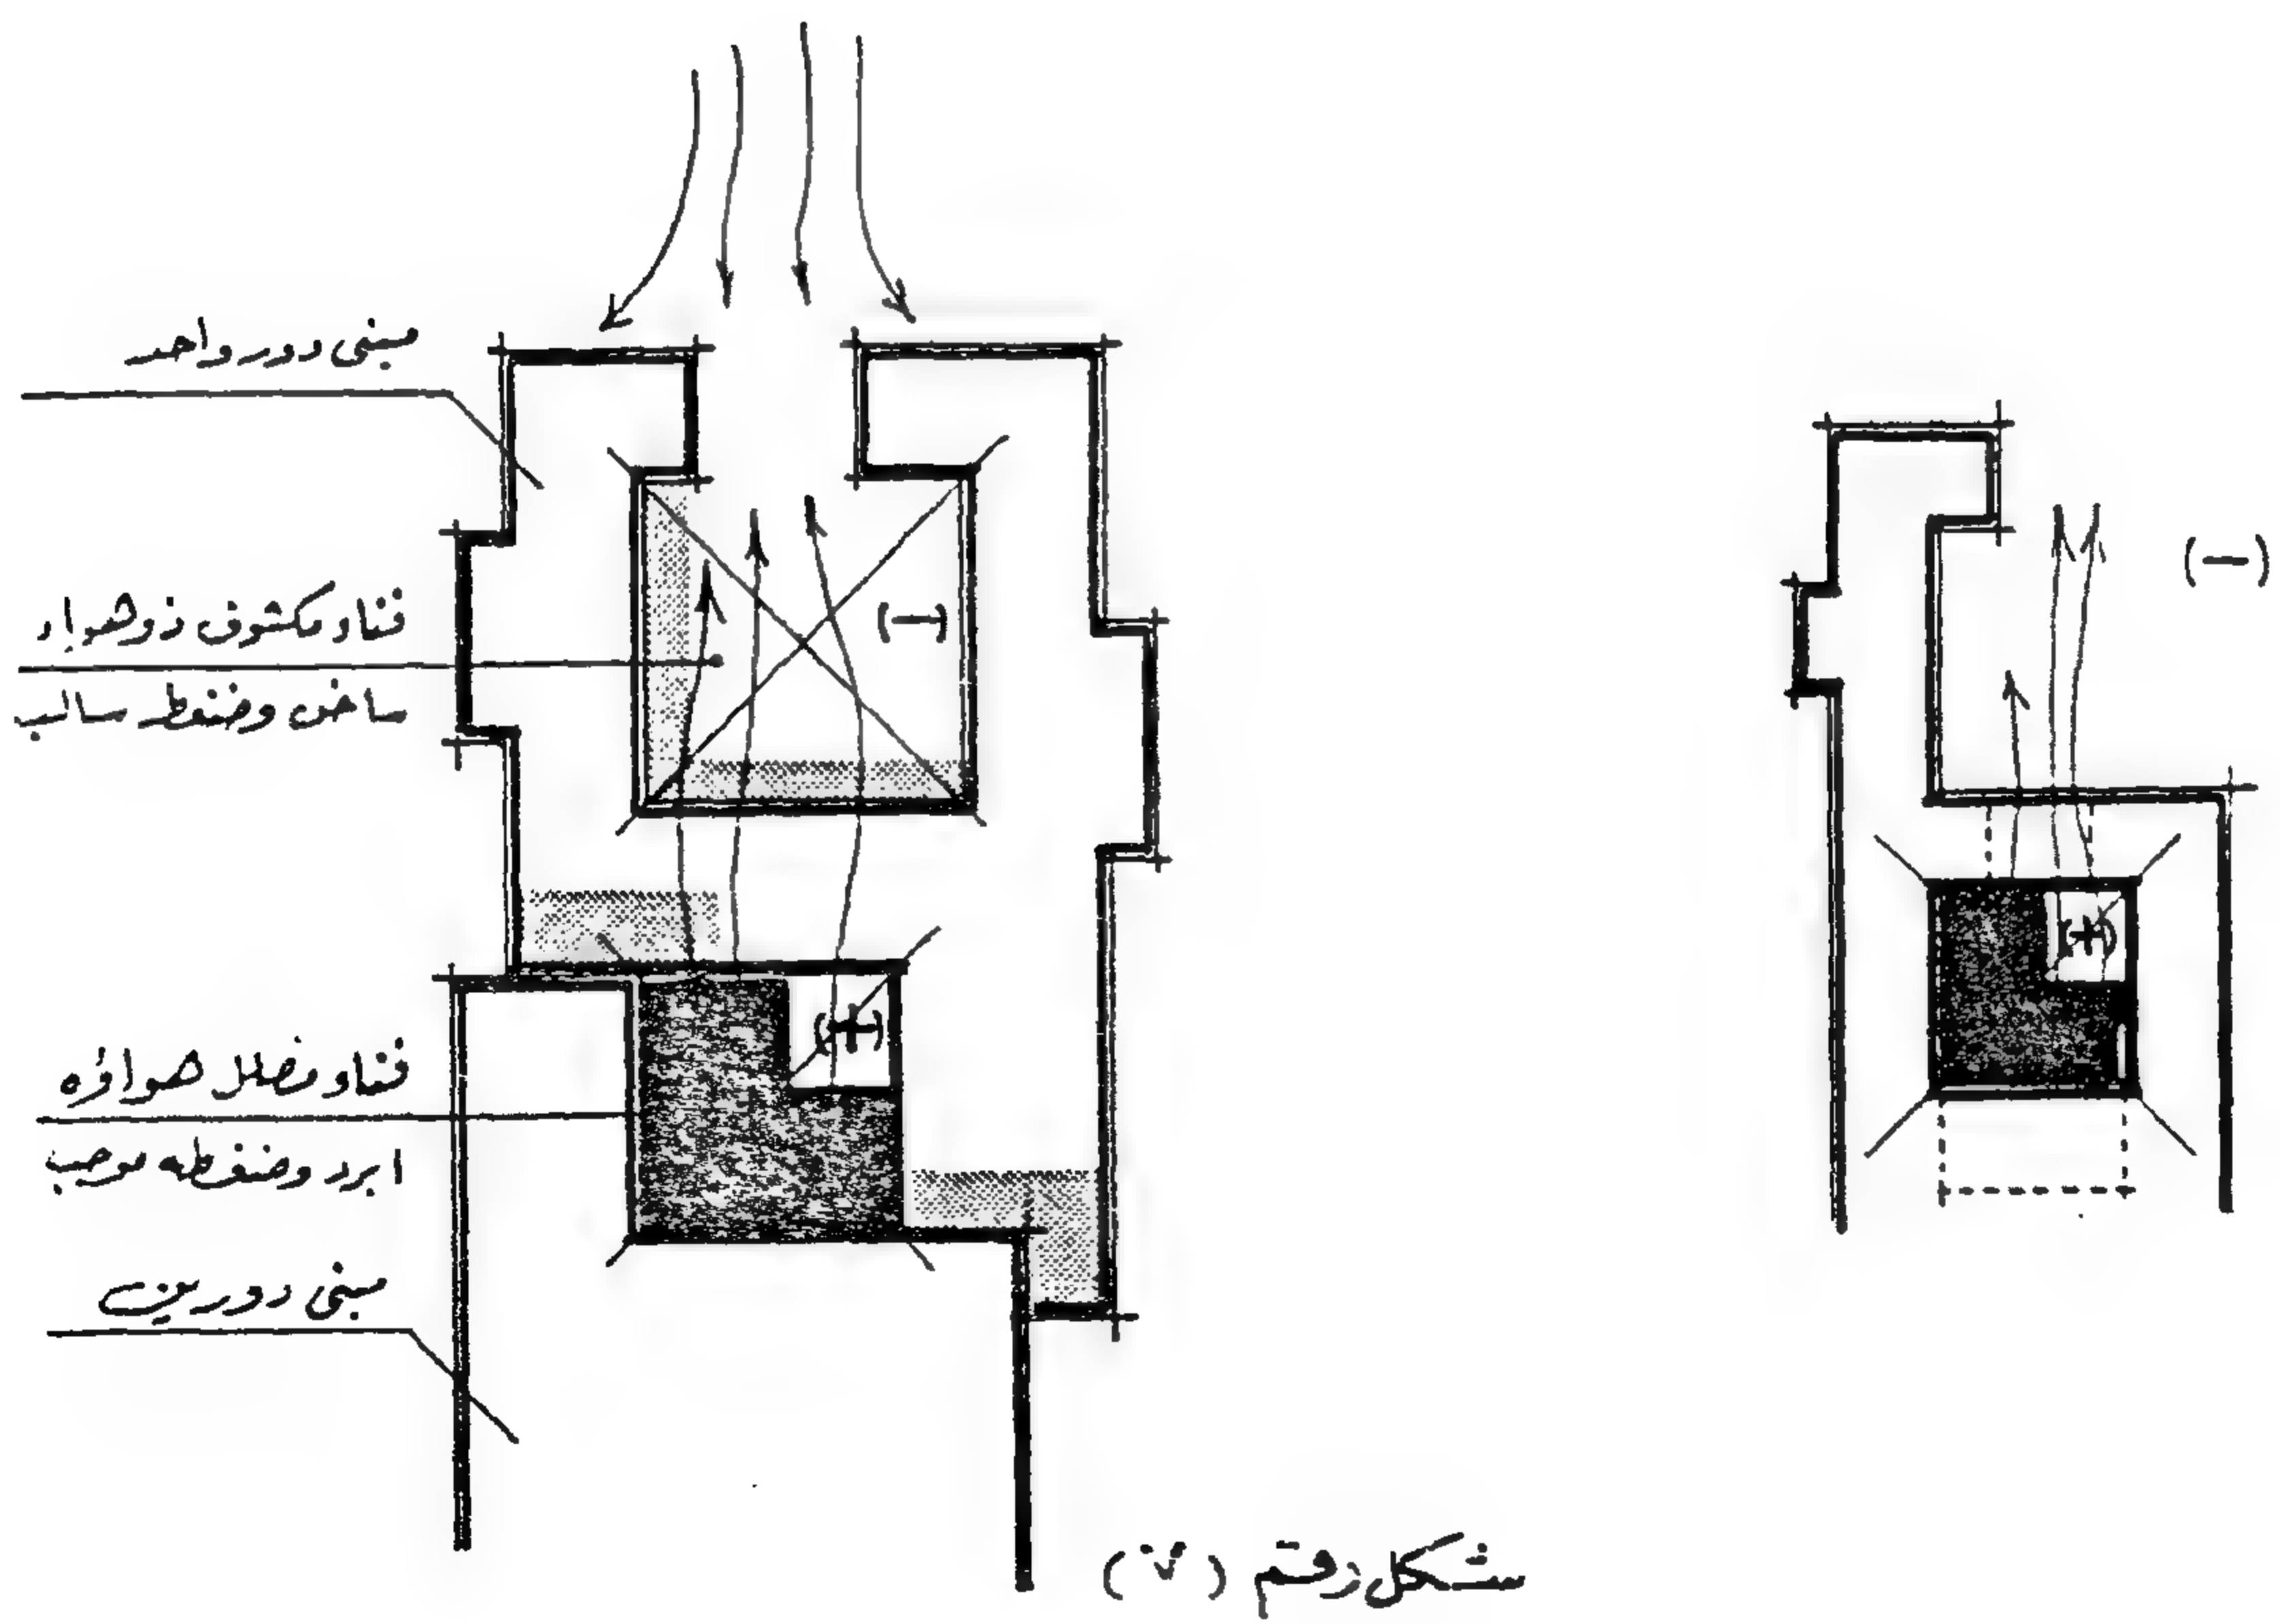 مبنى دور واحد
فناء مكشوف ذو هواء
ساخن وضغط سالب
(—)
(—)
فناء مظلل هواؤه
ابرد وضغطه موجب
(+)
(+)
مبنى دورين
شكل رقم (٧)